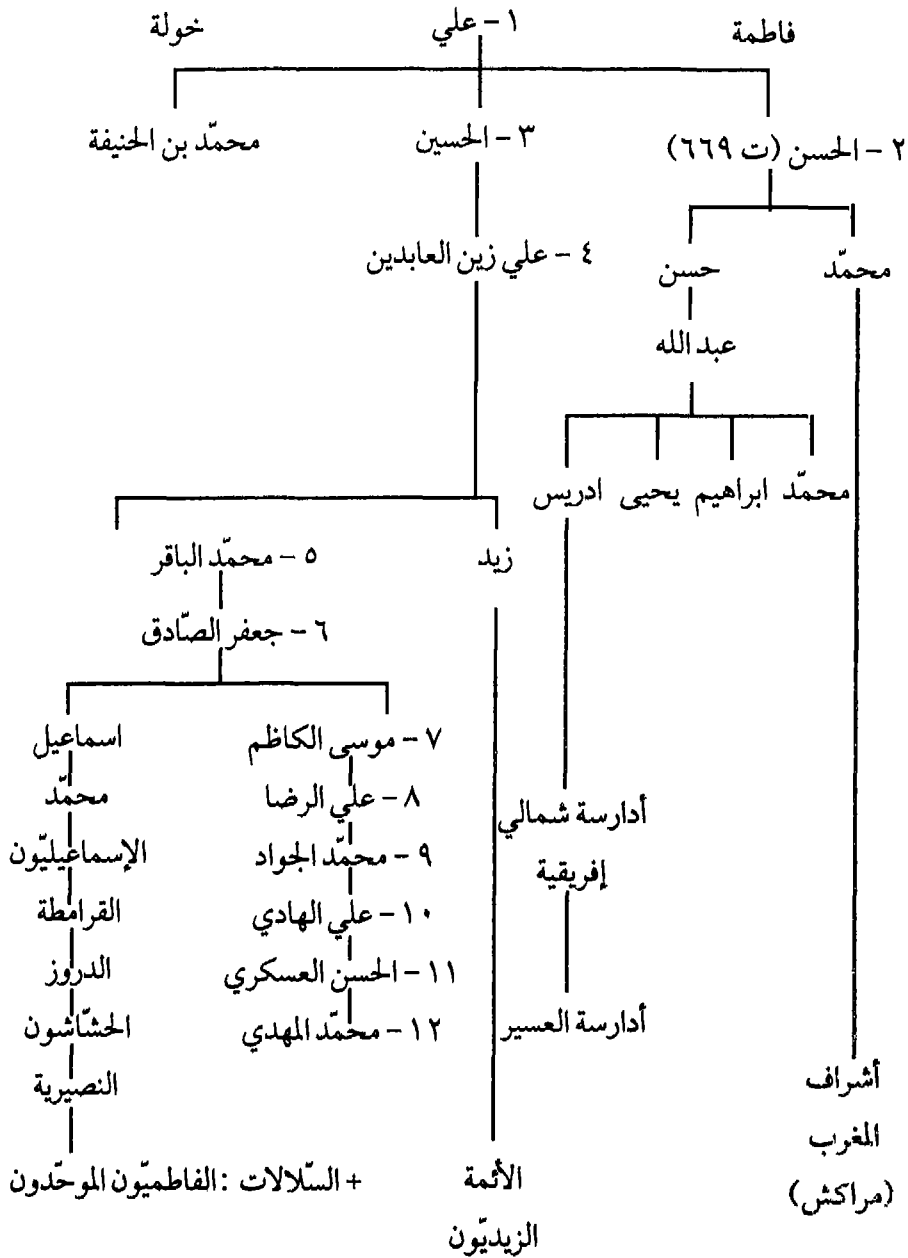 فاطمة ١ - علي خولة
٢ - الحسن (ت ٦٦٩) ٣ - الحسين محمّد بن الحنيفة
محمّد حسن ٤ - علي زين العابدين
عبد الله
محمّد ابراهيم يحيى ادريس
زيد ٥ - محمّد الباقر
٦ - جعفر الصّادق
٧ - موسى الكاظم اسماعيل
أدارسة شمالي ٨ - علي الرضا محمّد
إفريقية ٩ - محمّد الجواد الإسماعيليّون
١٠ - علي الهادي القرامطة
١١ - الحسن العسكري الدروز
أدارسة العسير ١٢ - محمّد المهدي الحشّاشون
أشراف النصيرية
المغرب
(مراكش) الأئمة + السّلالات : الفاطميّون الموحّدون
الزيديّون